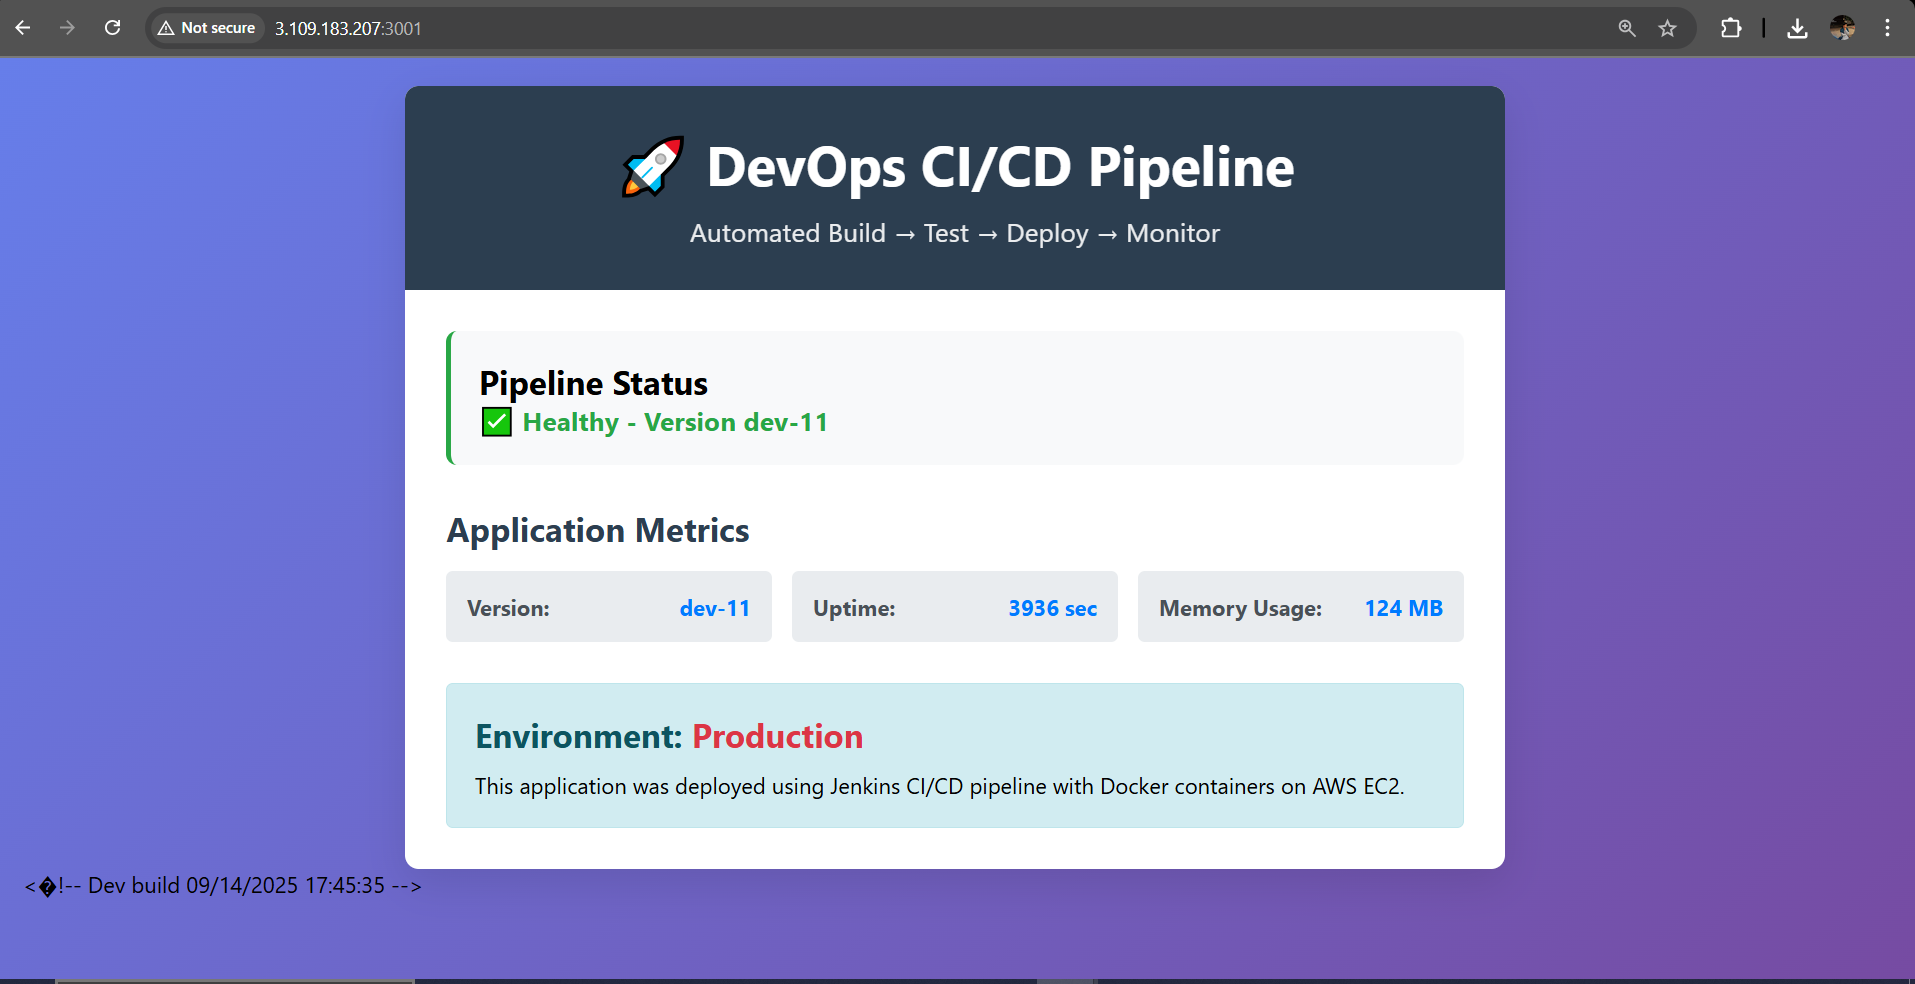 Not secure 3.109.183.207:3001
🚀 DevOps CI/CD Pipeline
Automated Build → Test → Deploy → Monitor
Pipeline Status
✅ Healthy - Version dev-11
Application Metrics
Version: dev-11 Uptime: 3936 sec Memory Usage: 124 MB
Environment: Production
This application was deployed using Jenkins CI/CD pipeline with Docker containers on AWS EC2.
<�!-- Dev build 09/14/2025 17:45:35 -->